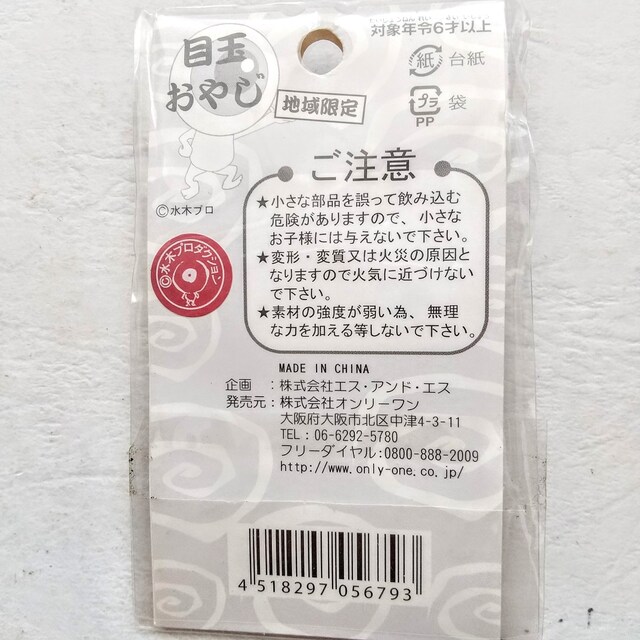 対象年令6才以上
目玉
おやじ
地域限定
紙 台紙
プラ 袋
PP
©水木プロ
©水木プロダクション
ご注意
★小さな部品を誤って飲み込む
危険がありますので、小さな
お子様には与えないで下さい。
★変形・変質又は火災の原因と
なりますので火気に近づけない
で下さい。
★素材の強度が弱い為、無理
な力を加える等しないで下さい。
MADE IN CHINA
企画 :株式会社エス・アンド・エス
発売元:株式会社オンリーワン
大阪府大阪市北区中津4-3-11
TEL : 06-6292-5780
フリーダイヤル:0800-888-2009
http://www.only-one.co.jp/
4 518297 056793